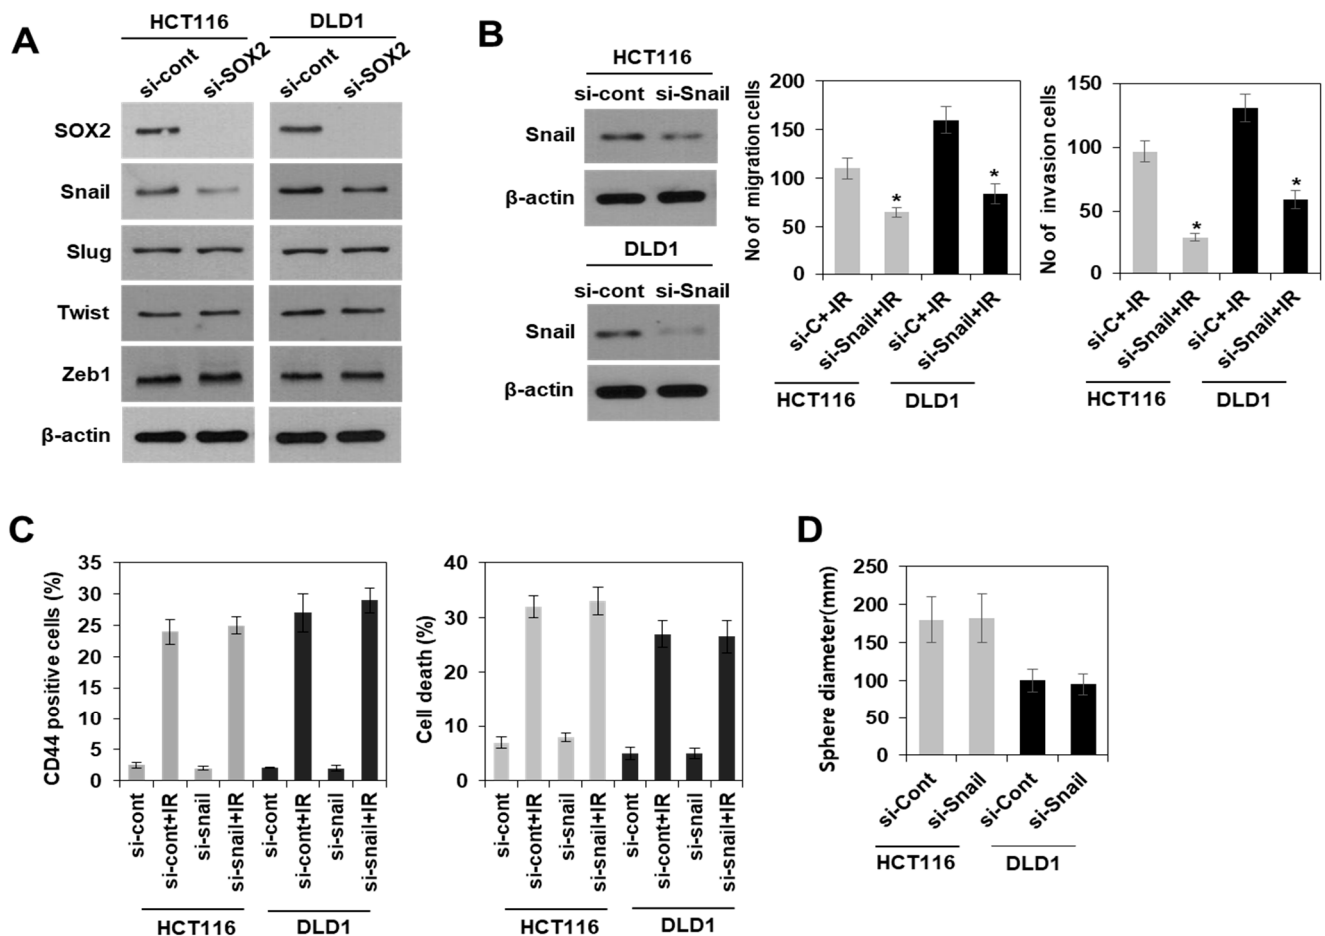 A
HCT116 DLD1
si-cont si-SOX2 si-cont si-SOX2
SOX2
Snail
Slug
Twist
Zeb1
β-actin
B
HCT116
si-cont si-Snail
Snail
β-actin
DLD1
si-cont si-Snail
Snail
β-actin
No of migration cells
200
150
100
50
0
* *
si-C+-IR si-Snail+IR si-C+-IR si-Snail+IR
HCT116 DLD1
No of invasion cells
150
100
50
0
* *
si-C+-IR si-Snail+IR si-C+-IR si-Snail+IR
HCT116 DLD1
C
CD44 positive cells (%)
35
30
25
20
15
10
5
0
si-cont si-cont+IR si-snail si-snail+IR si-cont si-cont+IR si-snail si-snail+IR
HCT116 DLD1
Cell death (%)
40
30
20
10
0
si-cont si-cont+IR si-snail si-snail+IR si-cont si-cont+IR si-snail si-snail+IR
HCT116 DLD1
D
Sphere diameter(mm)
250
200
150
100
50
0
si-Cont si-Snail si-Cont si-Snail
HCT116 DLD1